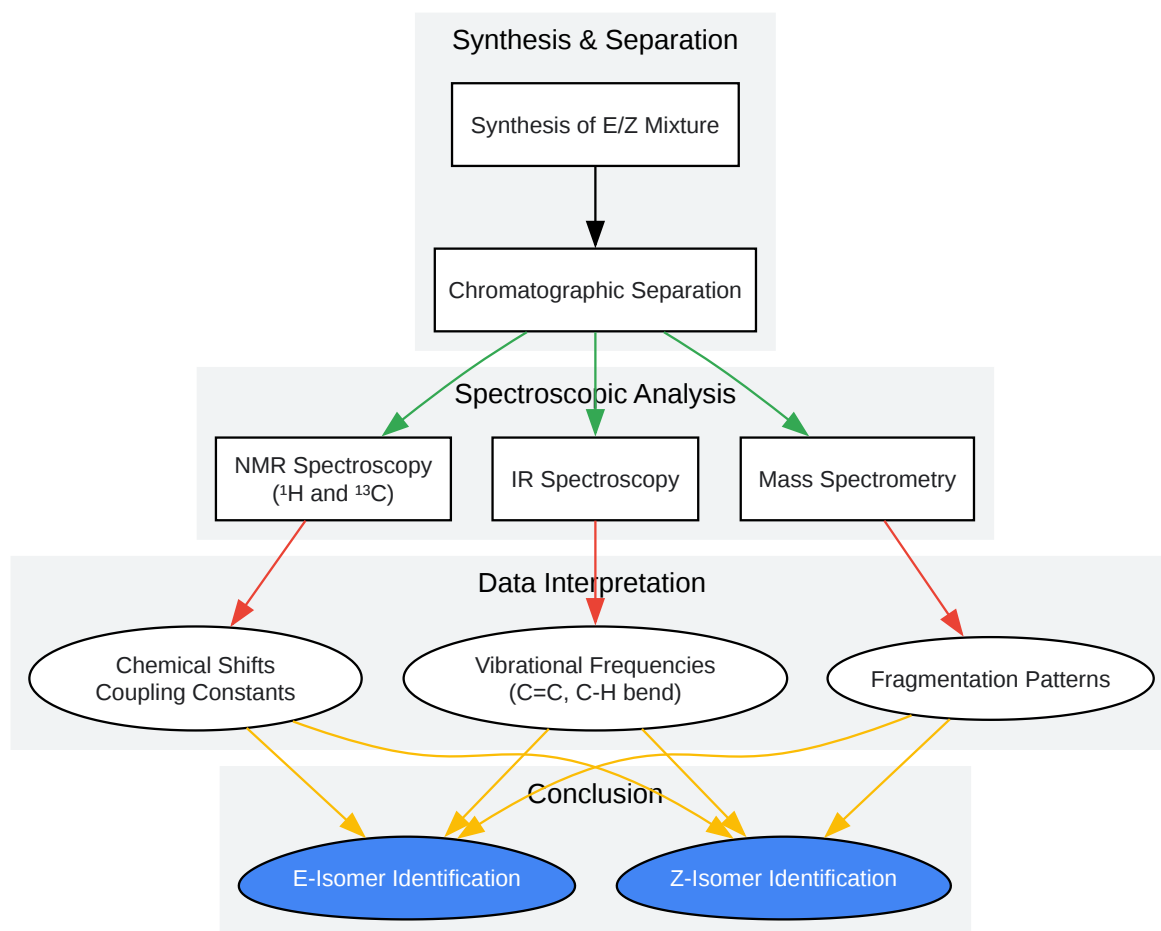 Synthesis & Separation
Synthesis of E/Z Mixture
Chromatographic Separation
Spectroscopic Analysis
NMR Spectroscopy
(¹H and ¹³C)
IR Spectroscopy
Mass Spectrometry
Data Interpretation
Chemical Shifts
Coupling Constants
Vibrational Frequencies
(C=C, C-H bend)
Fragmentation Patterns
Conclusion
E-Isomer Identification
Z-Isomer Identification